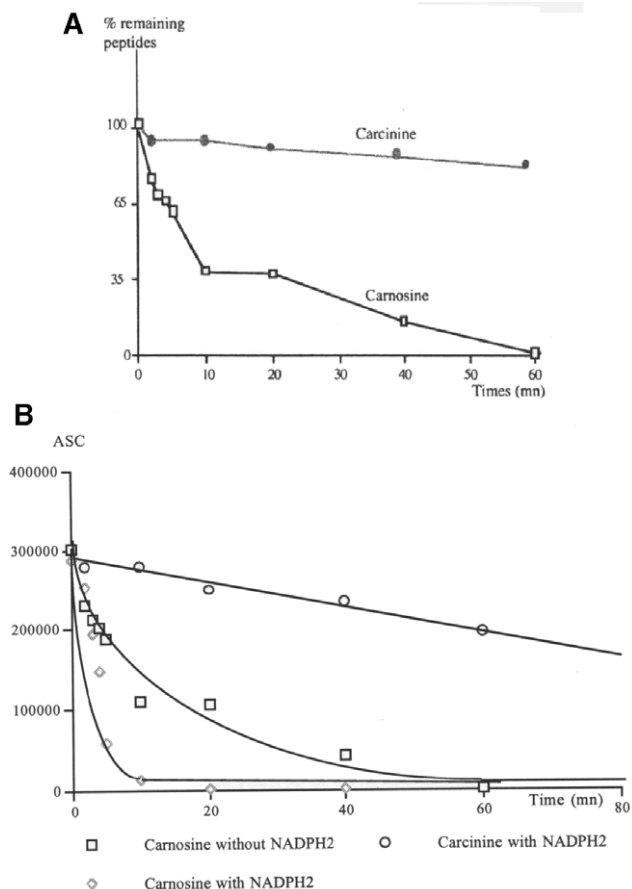 A
% remaining
peptides
100
65
35
0
Carcinine
Carnosine
0 10 20 30 40 50 60
Times (mn)
B
ASC
400000
300000
200000
100000
0
0 20 40 60 80
Time (mn)
Carnosine without NADPH2 Carcinine with NADPH2
Carnosine with NADPH2